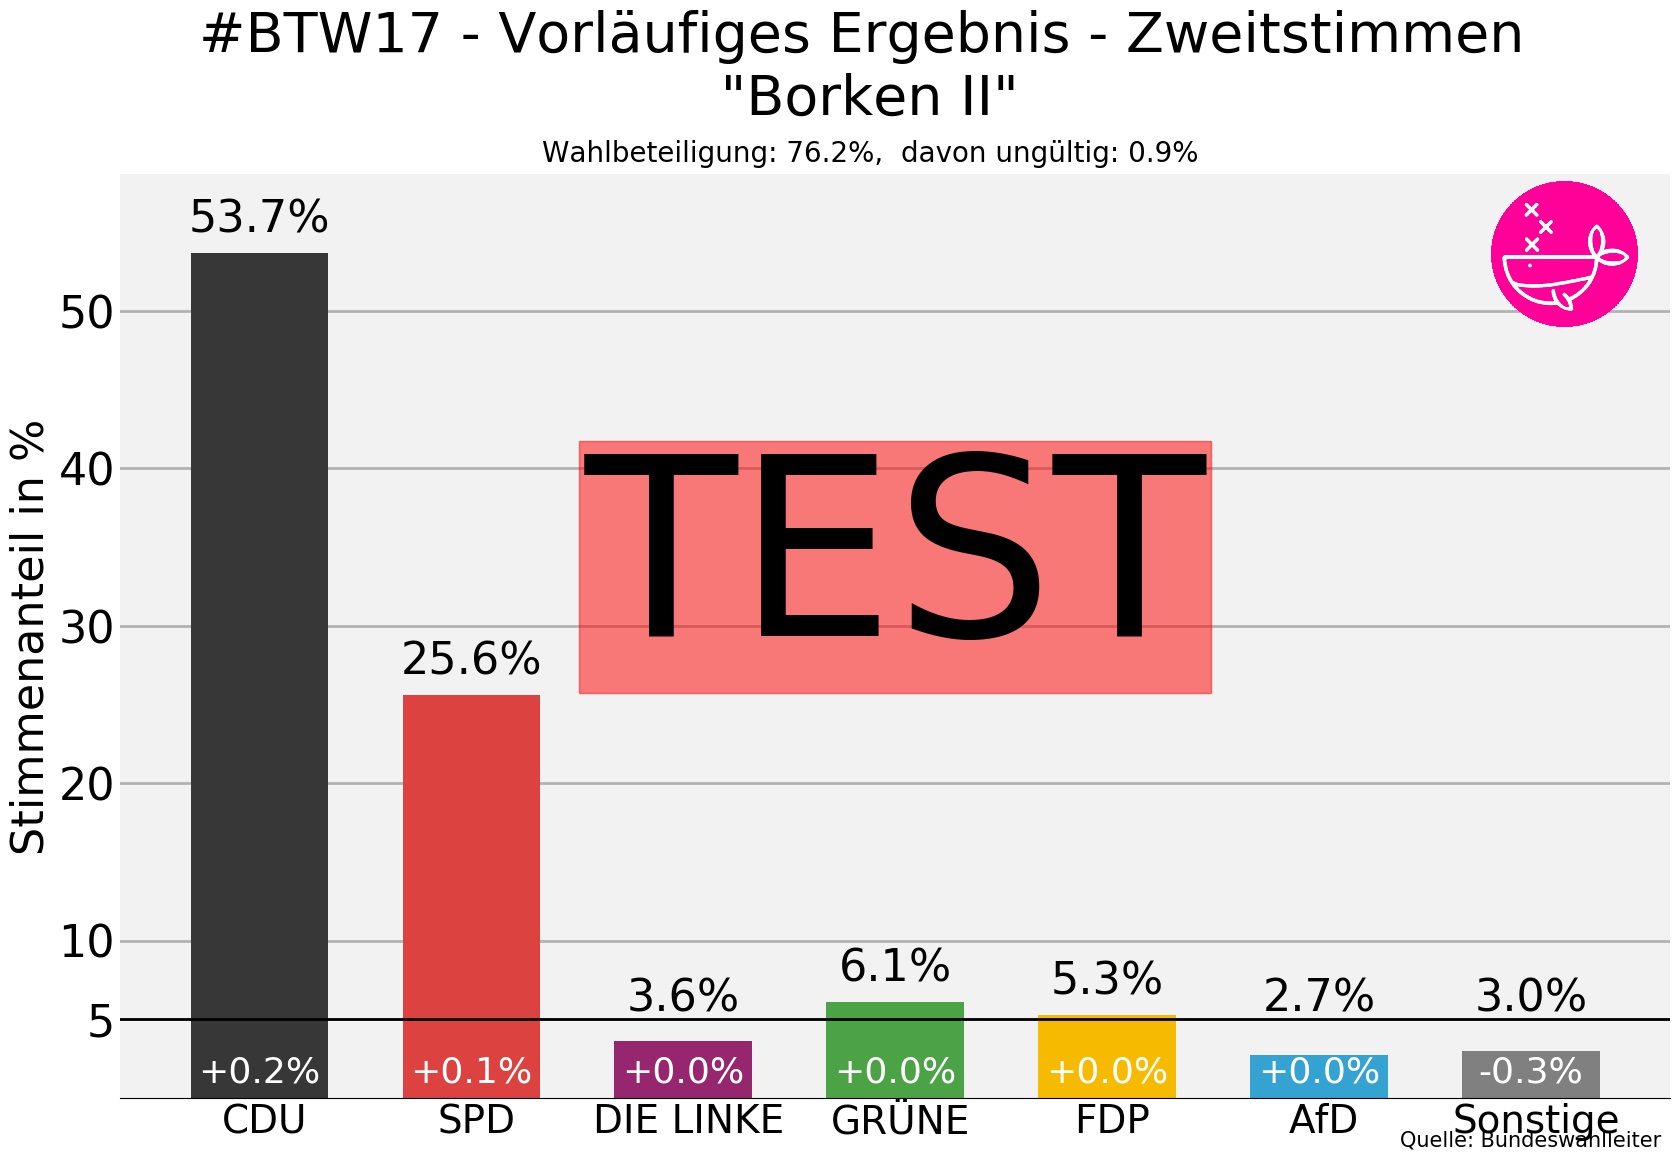 #BTW17 - Vorläufiges Ergebnis - Zweitstimmen
"Borken II"
Wahlbeteiligung: 76.2%,  davon ungültig: 0.9%
Stimmenanteil in %
50
40
30
20
10
5
53.7%
25.6%
3.6%
6.1%
5.3%
2.7%
3.0%
TEST
+0.2%
+0.1%
+0.0%
+0.0%
+0.0%
+0.0%
-0.3%
CDU
SPD
DIE LINKE
GRÜNE
FDP
AfD
Sonstige
Quelle: Bundeswahlleiter